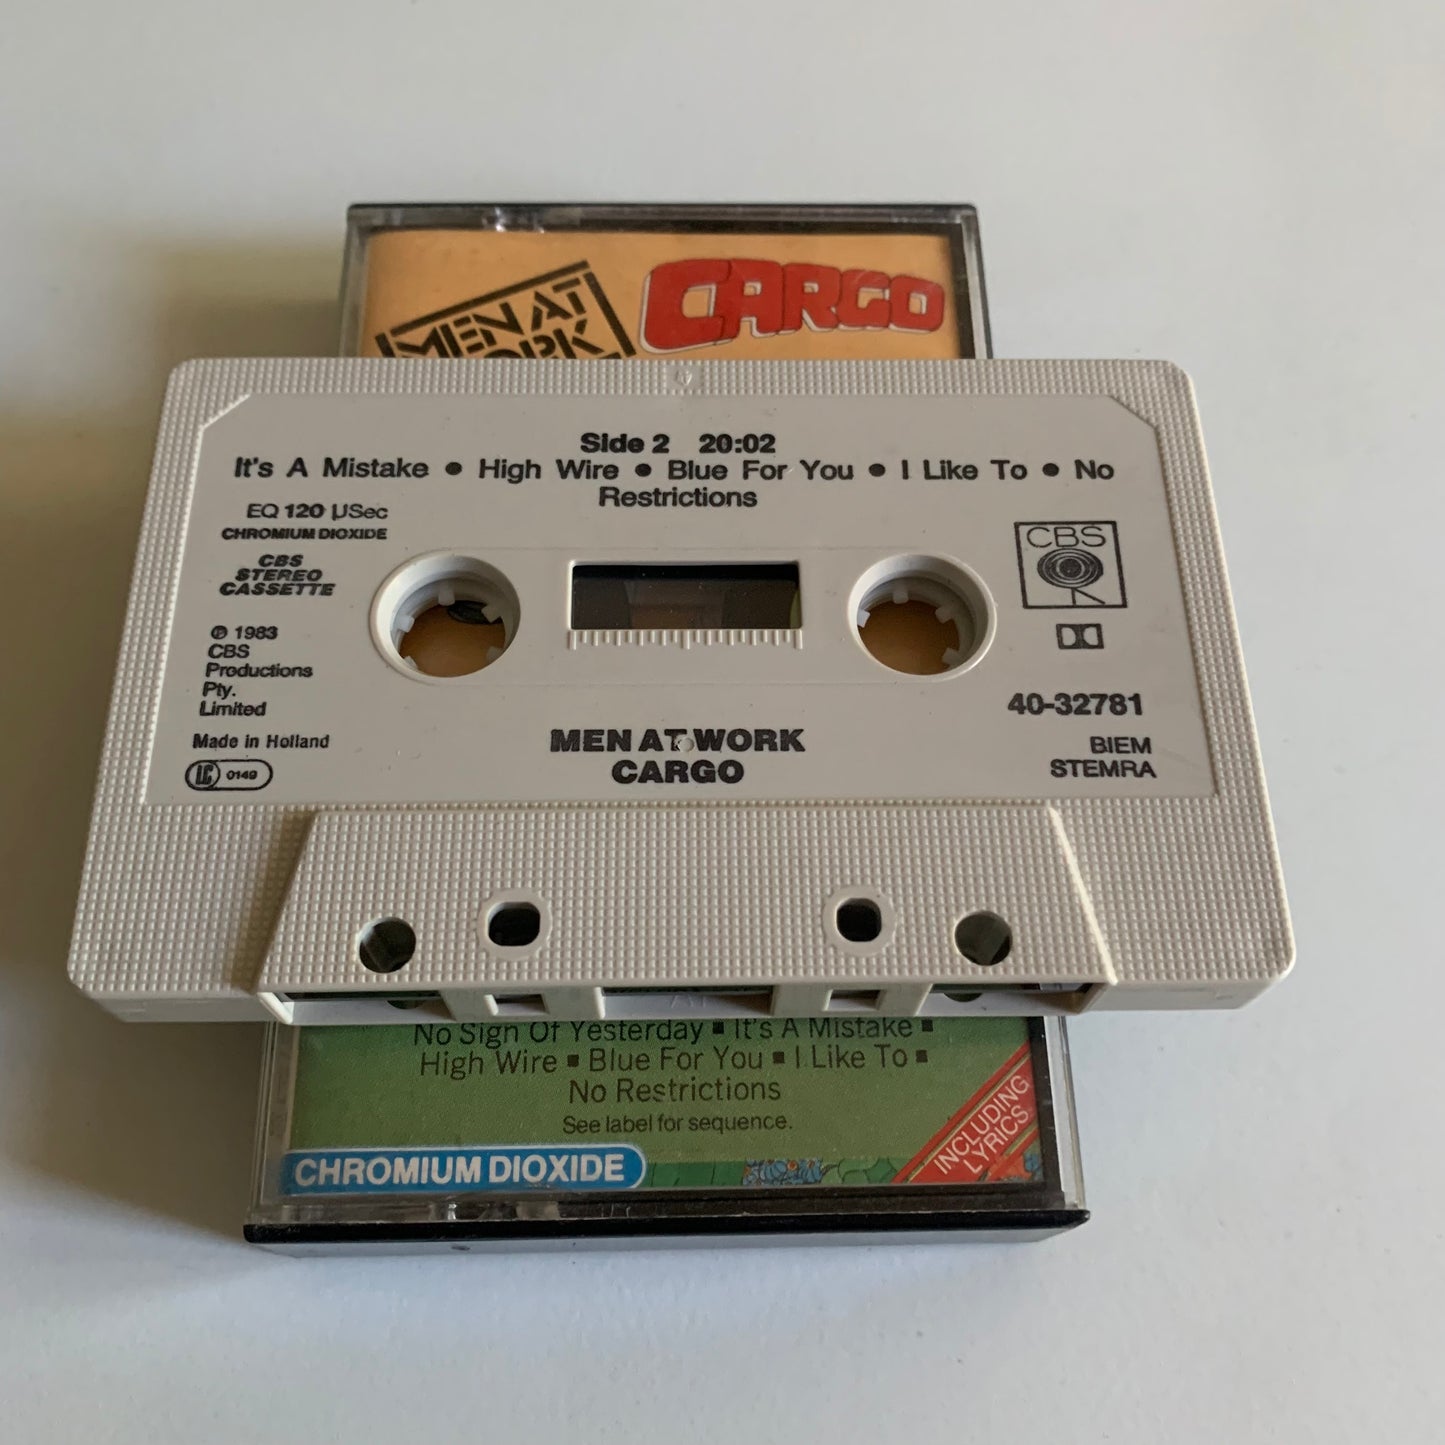 MEN AT
WORK
CARGO
Side 2 20:02
It's A Mistake • High Wire • Blue For You • I Like To • No
Restrictions
EQ 120 µSec
CHROMIUM DIOXIDE
CBS
STEREO
CASSETTE
℗ 1983
CBS
Productions
Pty.
Limited
Made in Holland
LC 0149
CBS
40-32781
BIEM
STEMRA
MEN AT WORK
CARGO
No Sign Of Yesterday ▪ It's A Mistake ▪
High Wire ▪ Blue For You ▪ I Like To ▪
No Restrictions
See label for sequence.
CHROMIUM DIOXIDE
INCLUDING
LYRICS